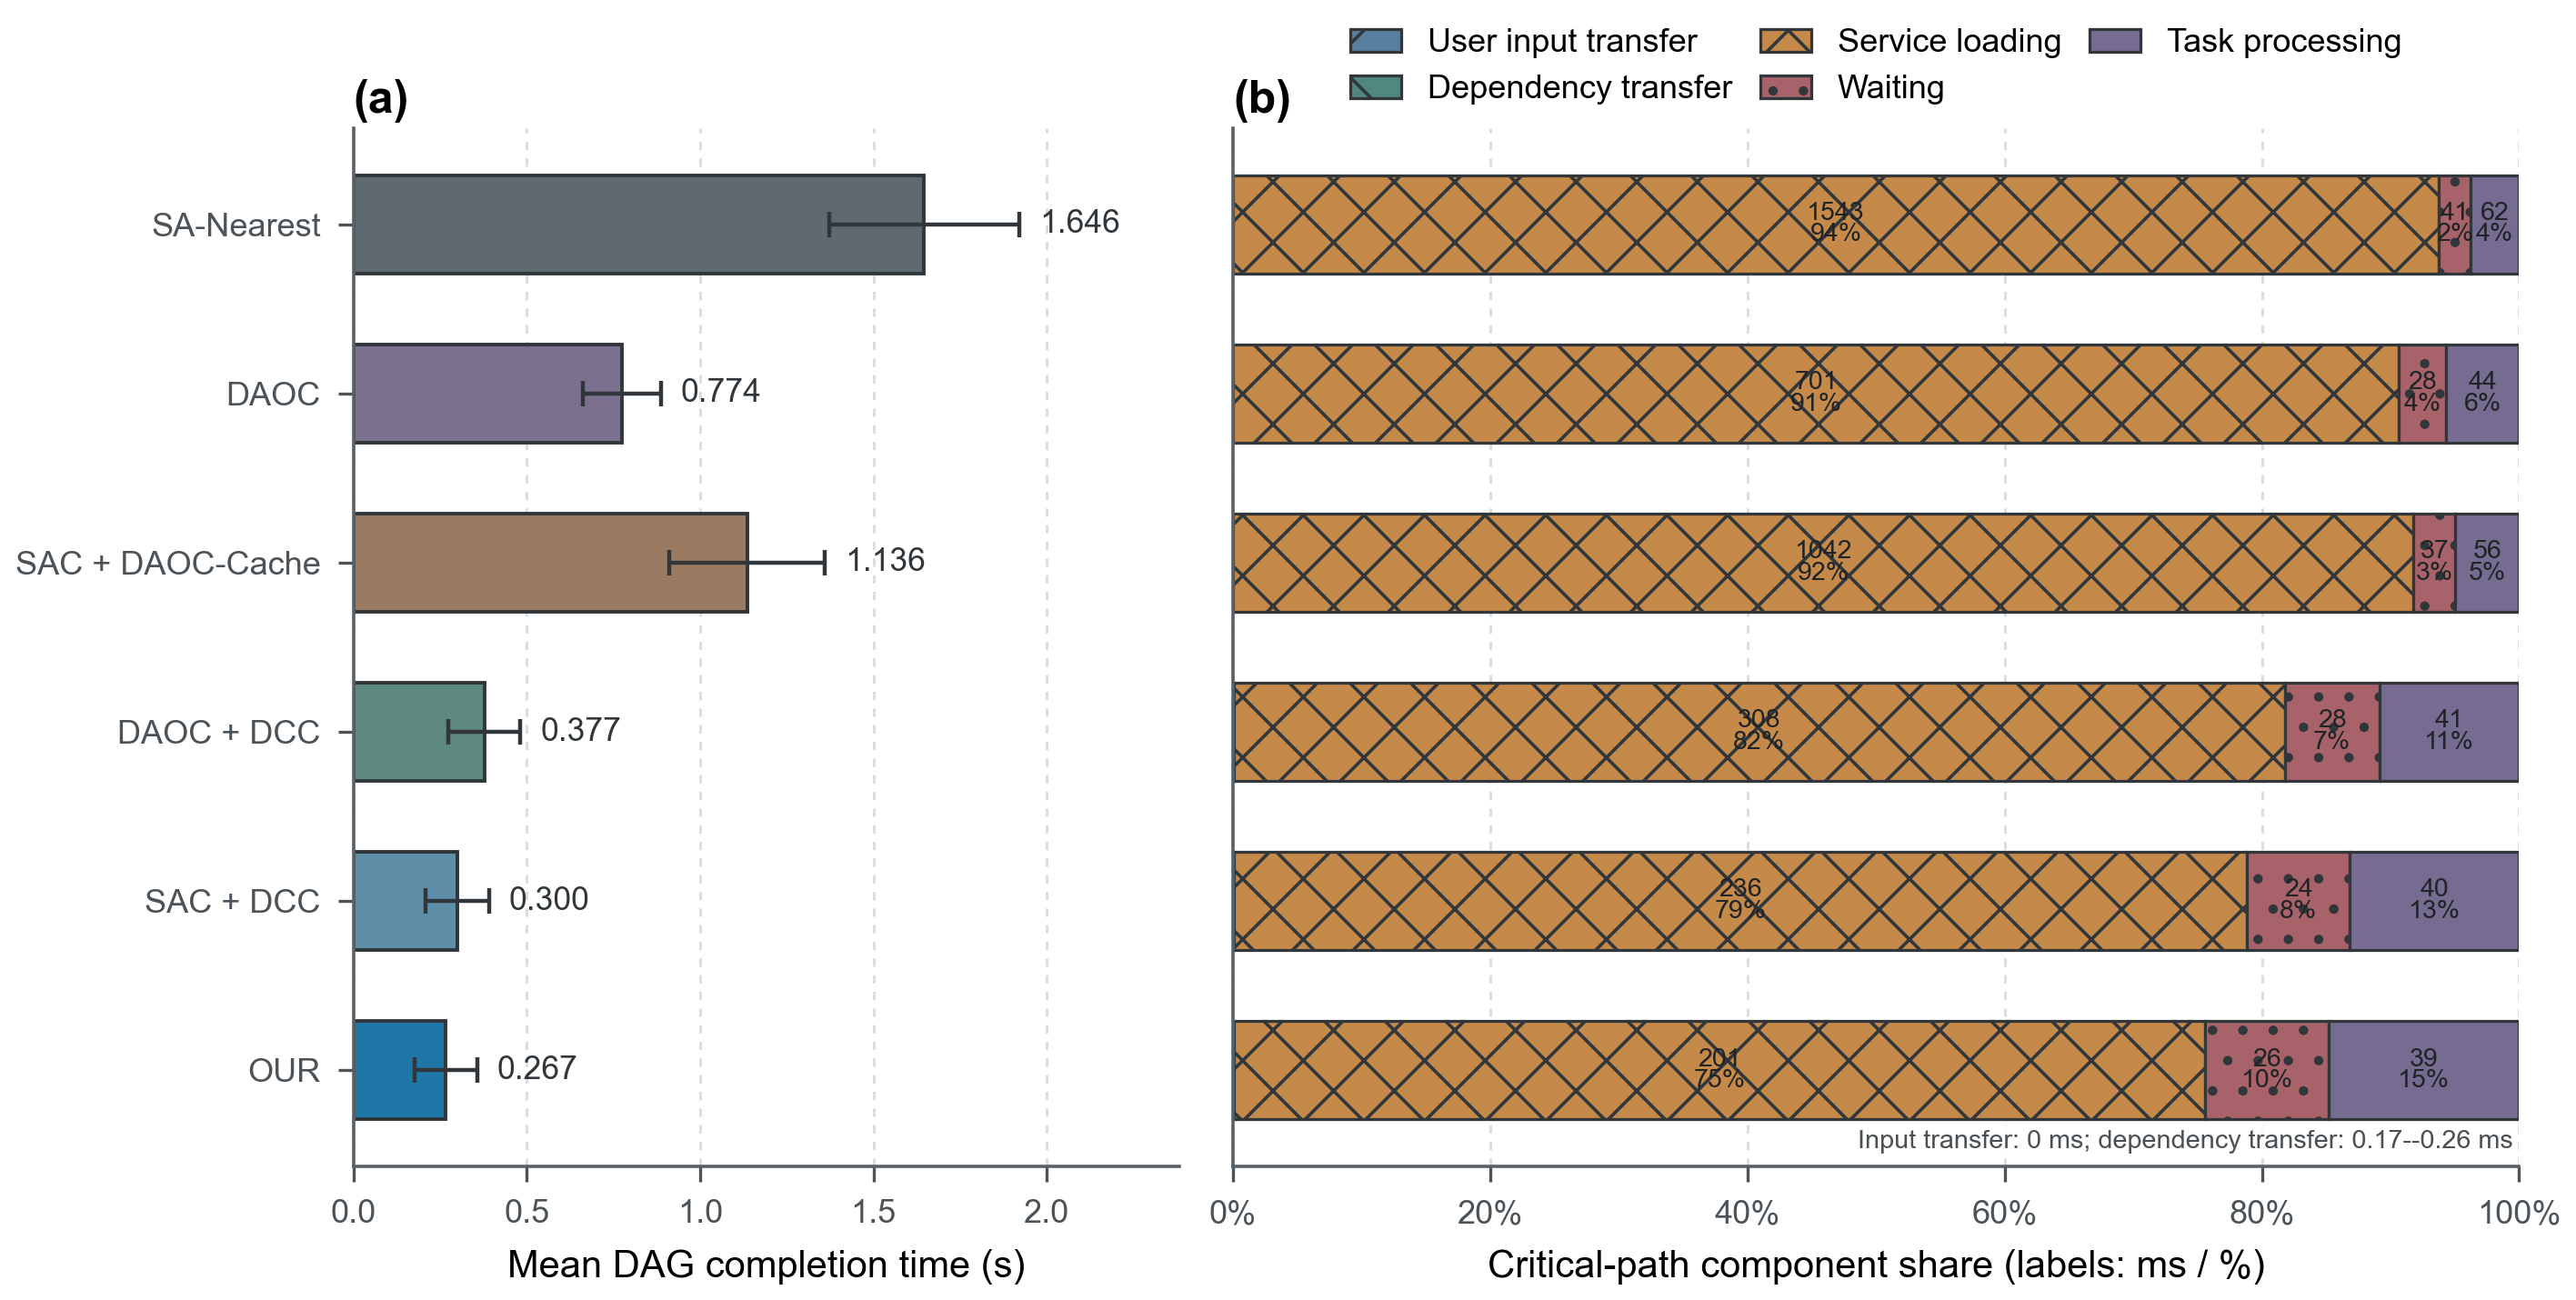 User input transfer
Service loading
Task processing
Dependency transfer
Waiting
(a)
(b)
SA-Nearest
1.646
1543
94%
41
2%
62
4%
DAOC
0.774
701
91%
28
4%
44
6%
SAC + DAOC-Cache
1.136
1042
92%
37
3%
56
5%
DAOC + DCC
0.377
308
82%
28
7%
41
11%
SAC + DCC
0.300
236
79%
24
8%
40
13%
OUR
0.267
201
75%
26
10%
39
15%
Input transfer: 0 ms; dependency transfer: 0.17--0.26 ms
0.0 0.5 1.0 1.5 2.0
0% 20% 40% 60% 80% 100%
Mean DAG completion time (s)
Critical-path component share (labels: ms / %)